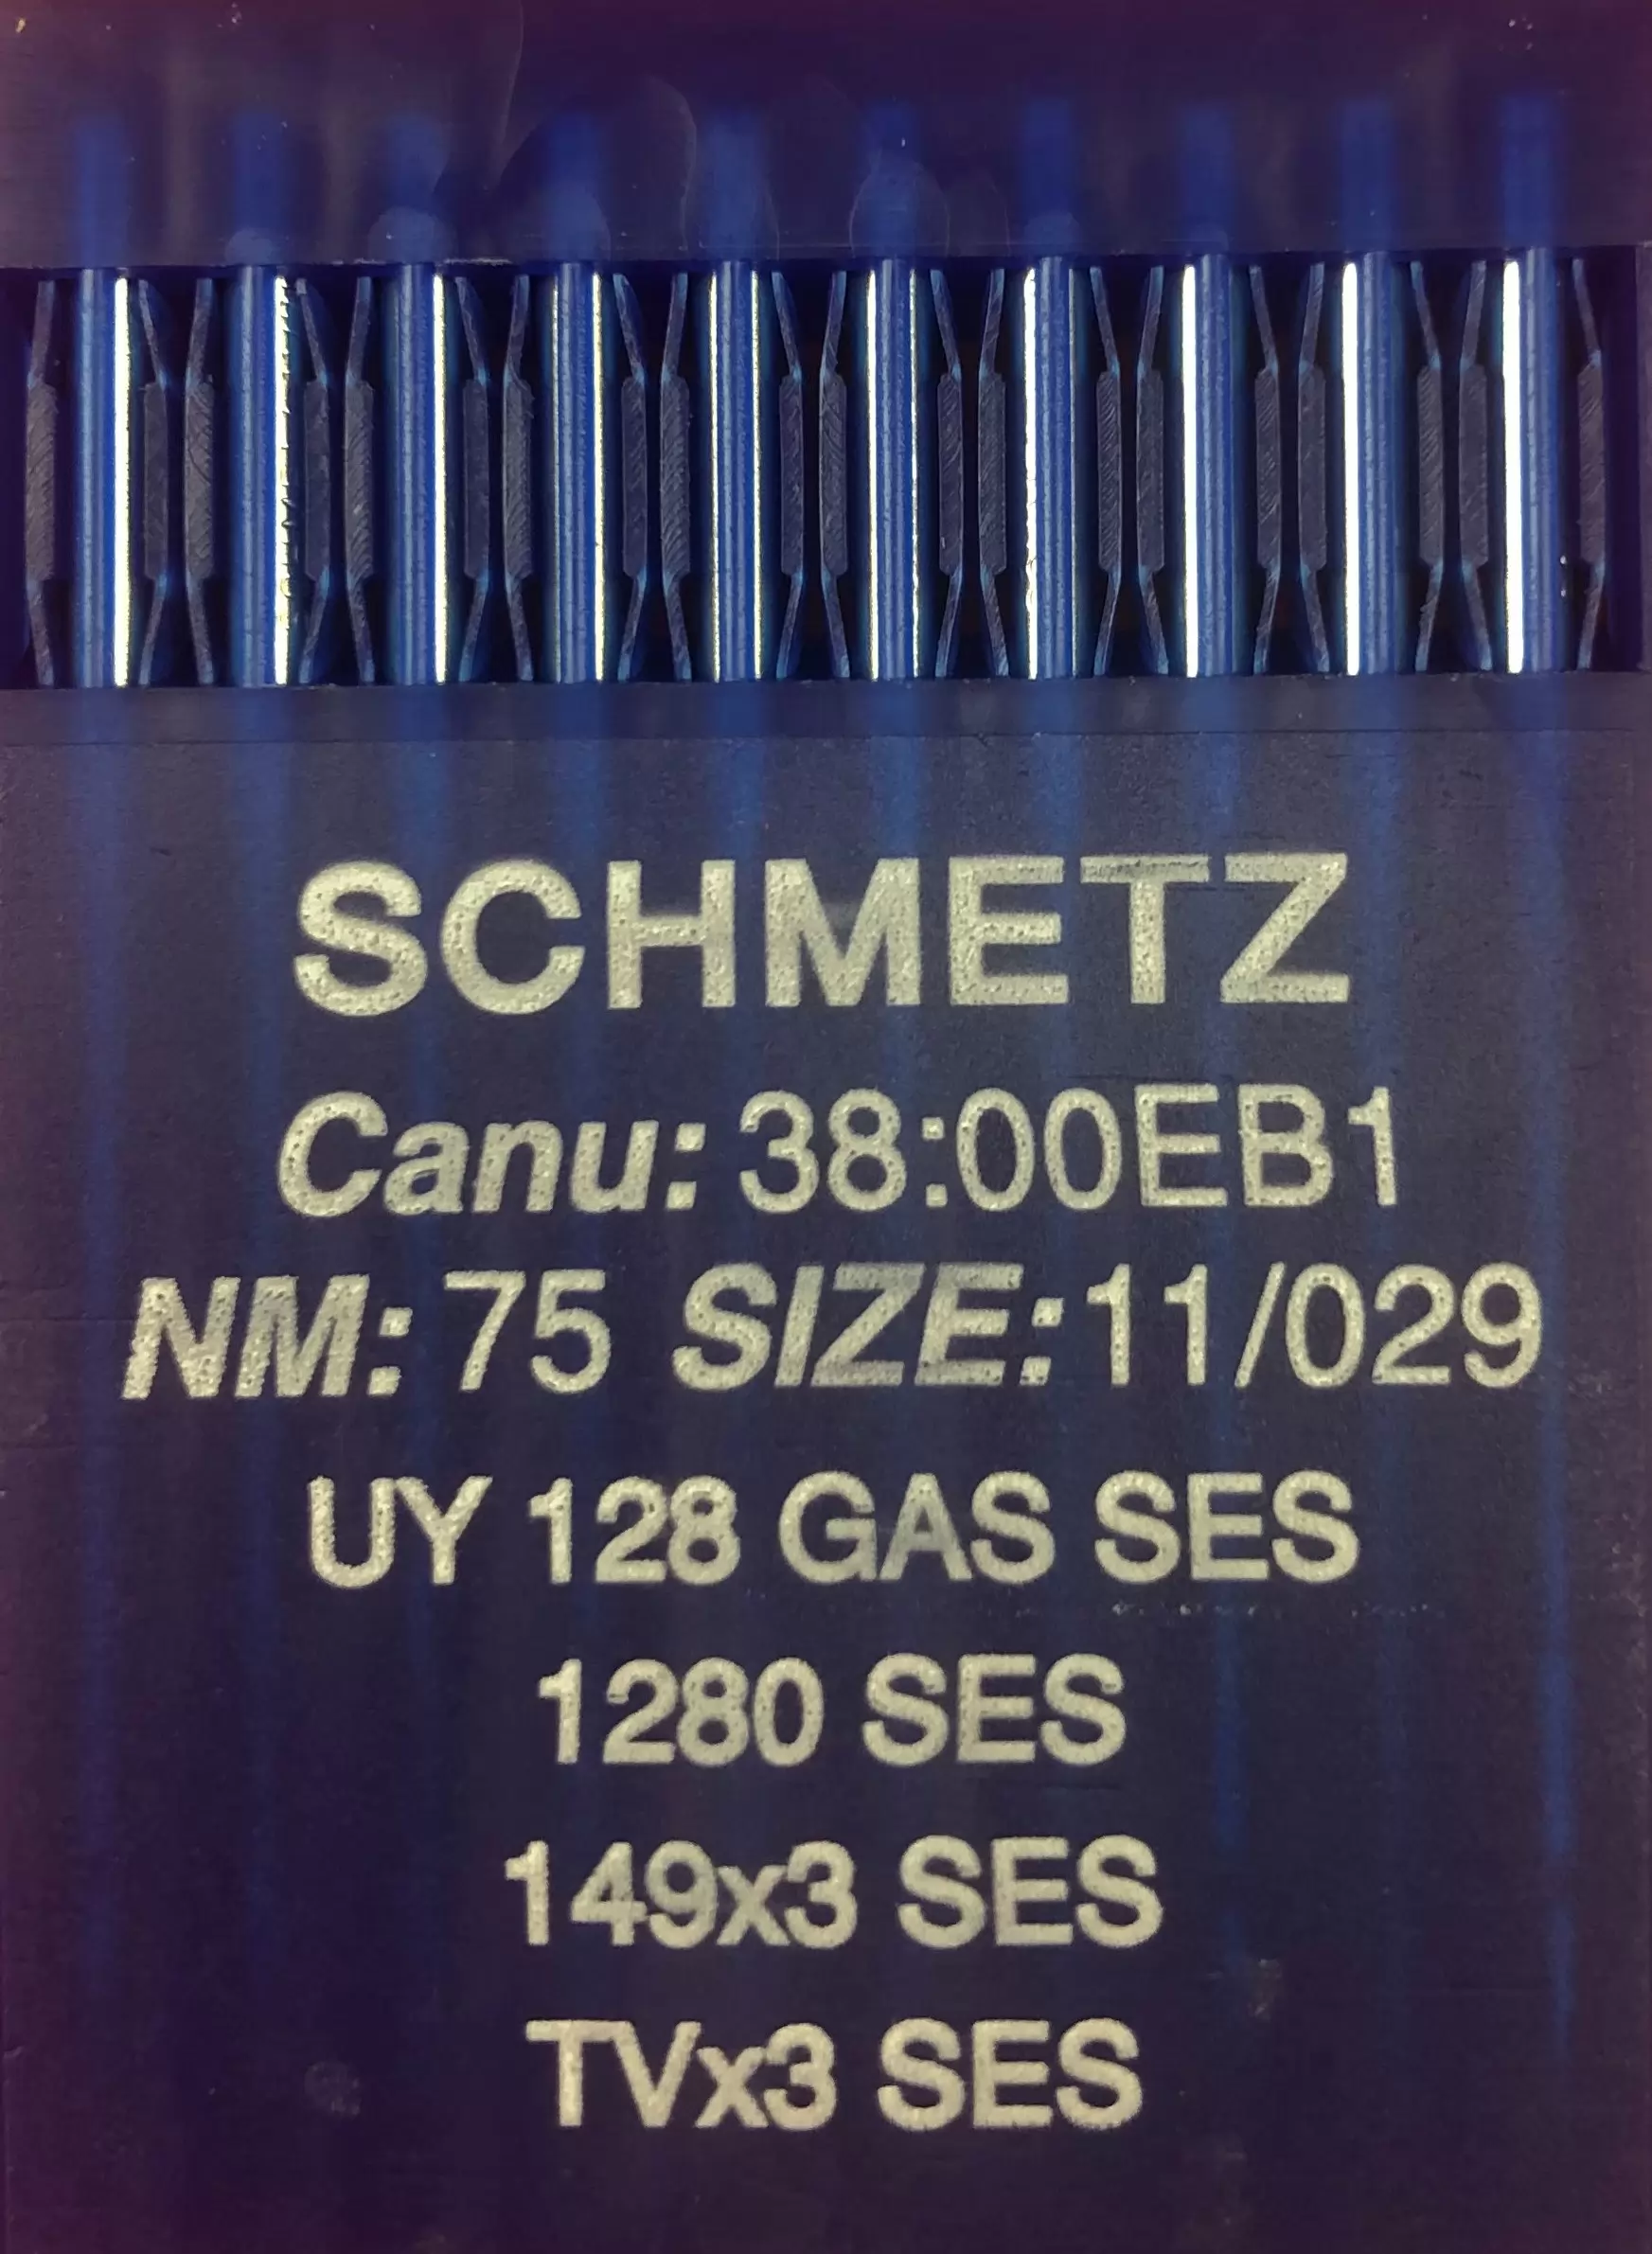 SCHMETZ
Canu: 38:00EB1
NM: 75 SIZE: 11/029
UY 128 GAS SES
1280 SES
149x3 SES
TVx3 SES